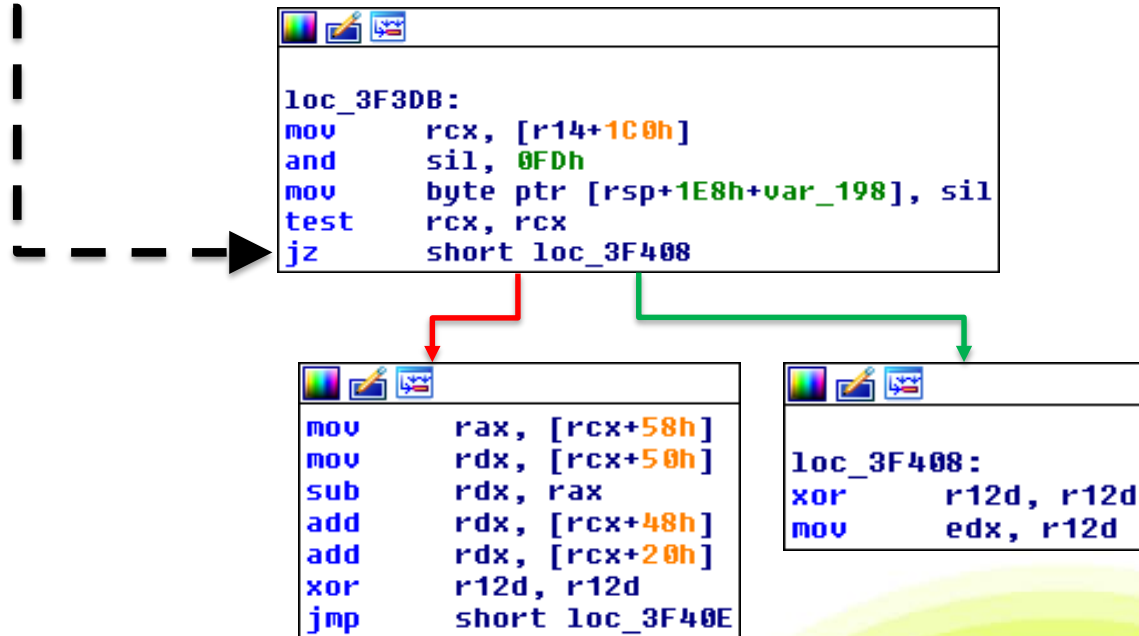 loc_3F3DB:
mov rcx, [r14+1C0h]
and sil, 0FDh
mov byte ptr [rsp+1E8h+var_198], sil
test rcx, rcx
jz short loc_3F408
mov rax, [rcx+58h]
mov rdx, [rcx+50h]
sub rdx, rax
add rdx, [rcx+48h]
add rdx, [rcx+20h]
xor r12d, r12d
jmp short loc_3F40E
loc_3F408:
xor r12d, r12d
mov edx, r12d